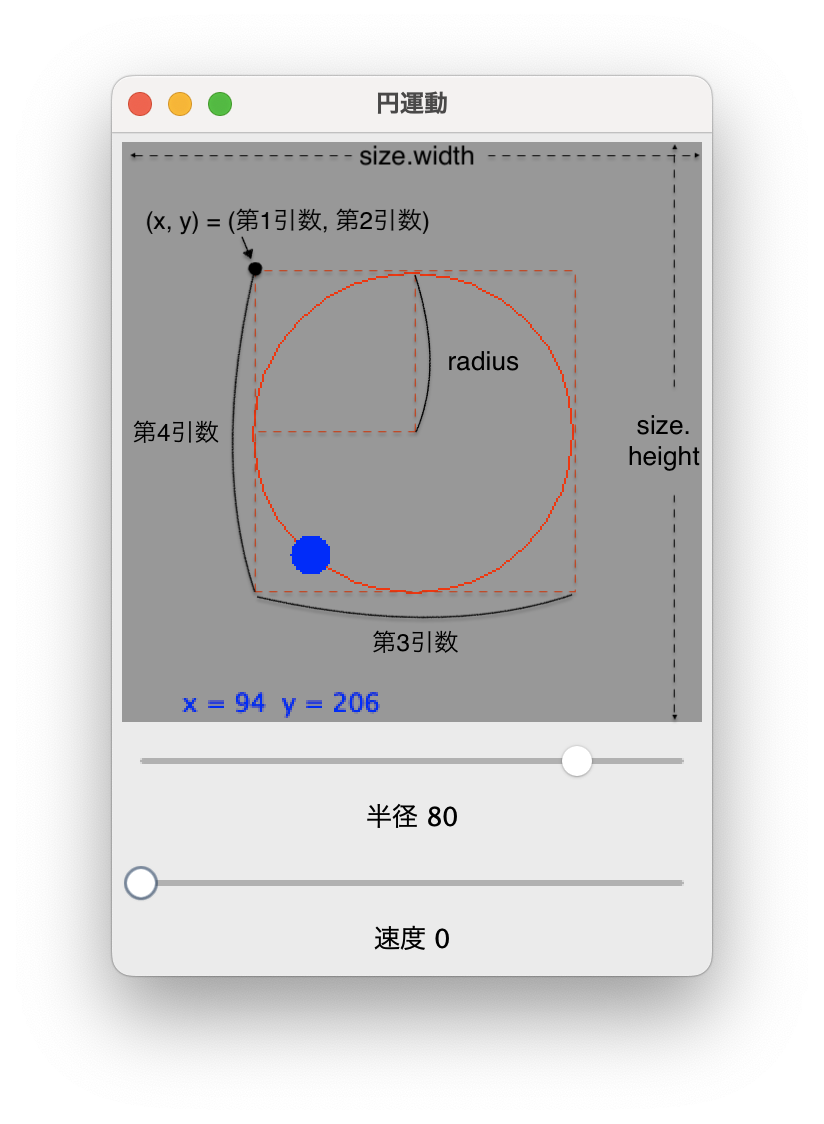 円運動
size.width
(x, y) = (第1引数, 第2引数)
radius
第4引数
size.
height
第3引数
x = 94  y = 206
半径 80
速度 0